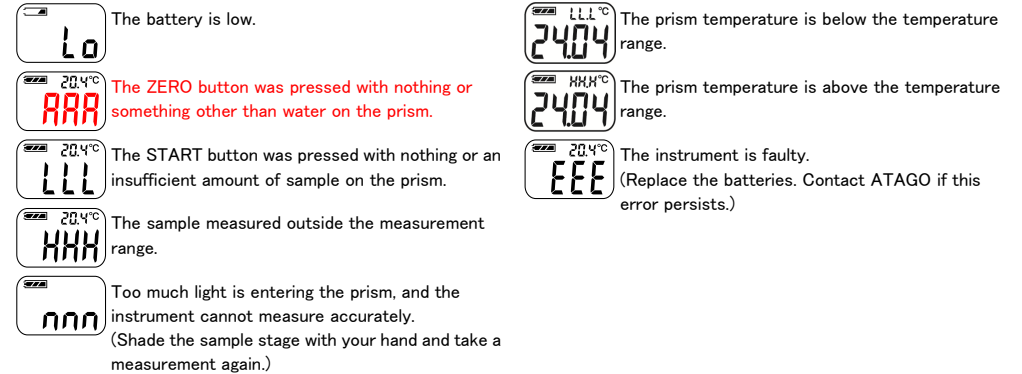 Lo
The battery is low.
20.4°C
AAA
The ZERO button was pressed with nothing or
something other than water on the prism.
20.4°C
LLL
The START button was pressed with nothing or an
insufficient amount of sample on the prism.
20.4°C
HHH
The sample measured outside the measurement
range.
nnn
Too much light is entering the prism, and the
instrument cannot measure accurately.
(Shade the sample stage with your hand and take a
measurement again.)
LL.L°C
24.04
The prism temperature is below the temperature
range.
HH.H°C
24.04
The prism temperature is above the temperature
range.
20.4°C
EEE
The instrument is faulty.
(Replace the batteries. Contact ATAGO if this
error persists.)